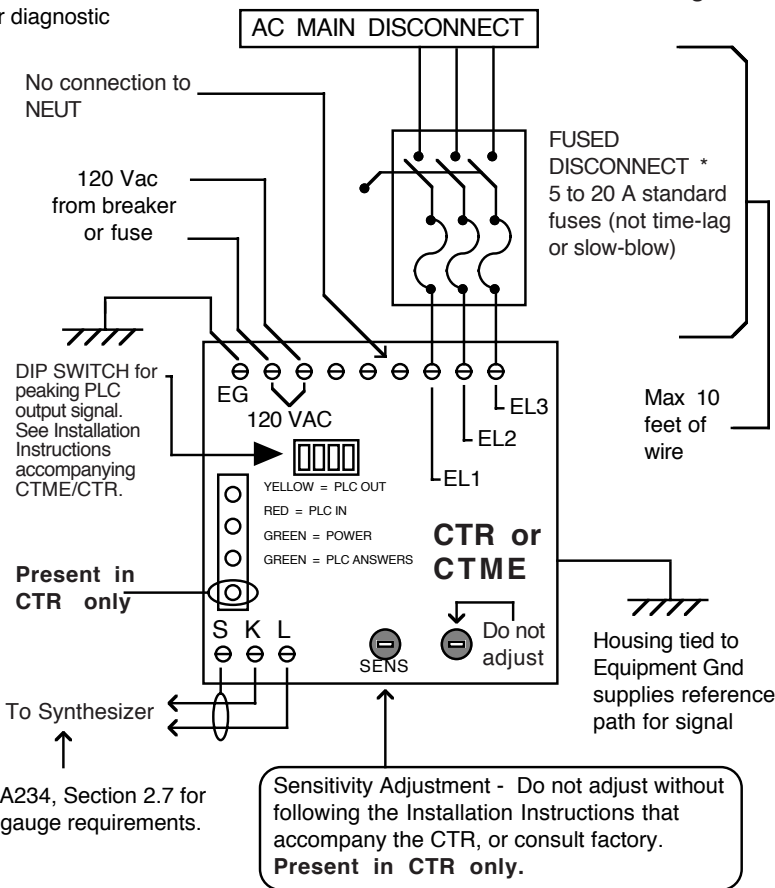 r diagnostic
AC MAIN DISCONNECT
No connection to
NEUT
120 Vac
from breaker
or fuse
FUSED
DISCONNECT *
5 to 20 A standard
fuses (not time-lag
or slow-blow)
DIP SWITCH for
peaking PLC
output signal.
See Installation
Instructions
accompanying
CTME/CTR.
EG
120 VAC
EL3
EL2
EL1
Max 10
feet of
wire
YELLOW = PLC OUT
RED = PLC IN
GREEN = POWER
GREEN = PLC ANSWERS
CTR or
CTME
Present in
CTR only
S K L
SENS
Do not
adjust
Housing tied to
Equipment Gnd
supplies reference
path for signal
To Synthesizer
A234, Section 2.7 for
gauge requirements.
Sensitivity Adjustment - Do not adjust without
following the Installation Instructions that
accompany the CTR, or consult factory.
Present in CTR only.